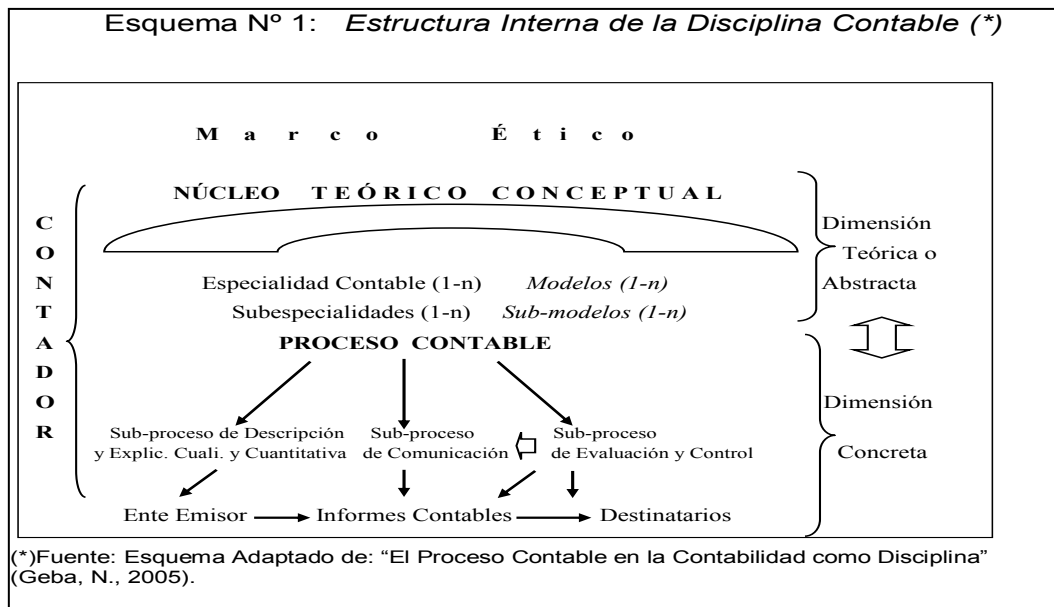 Esquema Nº 1: Estructura Interna de la Disciplina Contable (*)
Marco Ético
NÚCLEO TEÓRICO CONCEPTUAL
CONTADOR
Dimensión
Teórica o
Abstracta
Especialidad Contable (1-n) Modelos (1-n)
Subespecialidades (1-n) Sub-modelos (1-n)
PROCESO CONTABLE
Dimensión
Concreta
Sub-proceso de Descripción
y Explic. Cuali. y Cuantitativa
Sub-proceso
de Comunicación
Sub-proceso
de Evaluación y Control
Ente Emisor Informes Contables Destinatarios
(*)Fuente: Esquema Adaptado de: “El Proceso Contable en la Contabilidad como Disciplina”
(Geba, N., 2005).